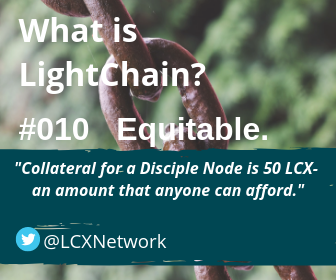 What is
LightChain?
#010 Equitable.
"Collateral for a Disciple Node is 50 LCX-
an amount that anyone can afford."
@LCXNetwork